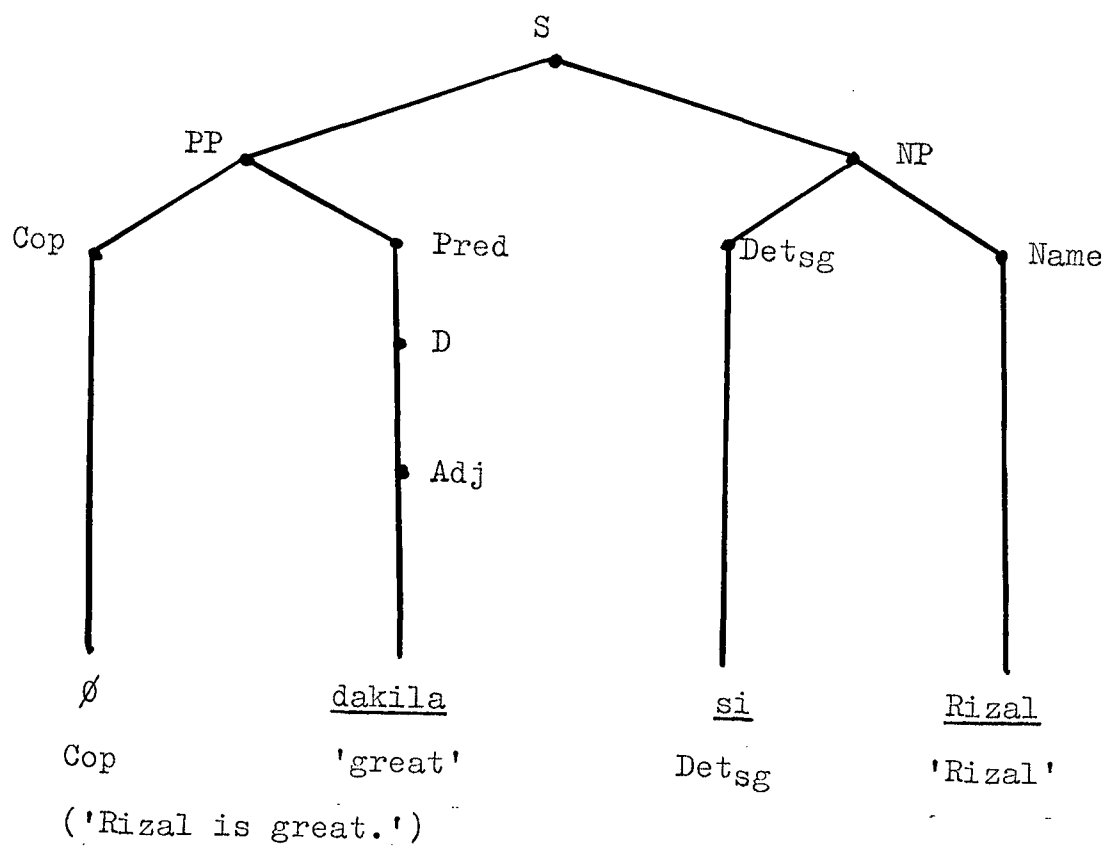 S
PP NP
Cop Pred Detsg Name
D
Adj
∅ dakila si Rizal
Cop 'great' Detsg 'Rizal'
('Rizal is great.')